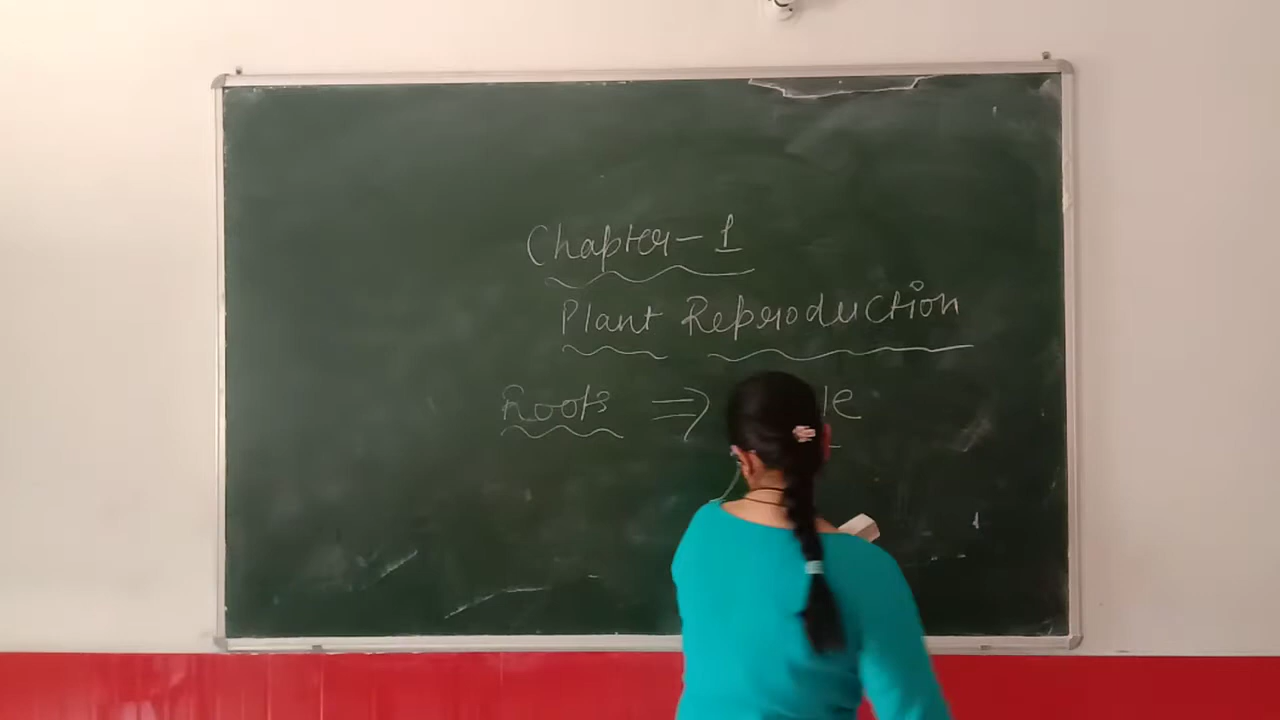 Chapter-1
Plant Reproduction
Roots ⇒